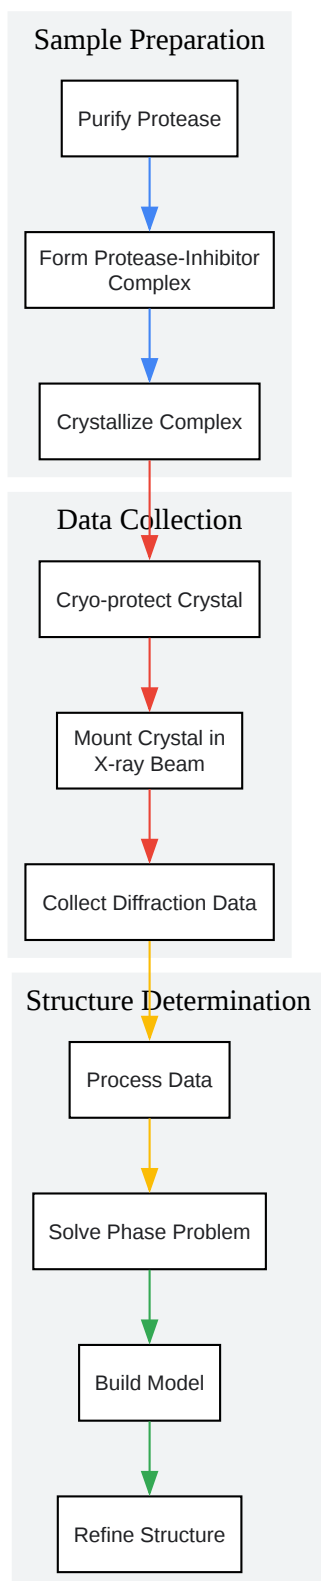 Sample Preparation
Purify Protease
Form Protease-Inhibitor
Complex
Crystallize Complex
Data Collection
Cryo-protect Crystal
Mount Crystal in
X-ray Beam
Collect Diffraction Data
Structure Determination
Process Data
Solve Phase Problem
Build Model
Refine Structure